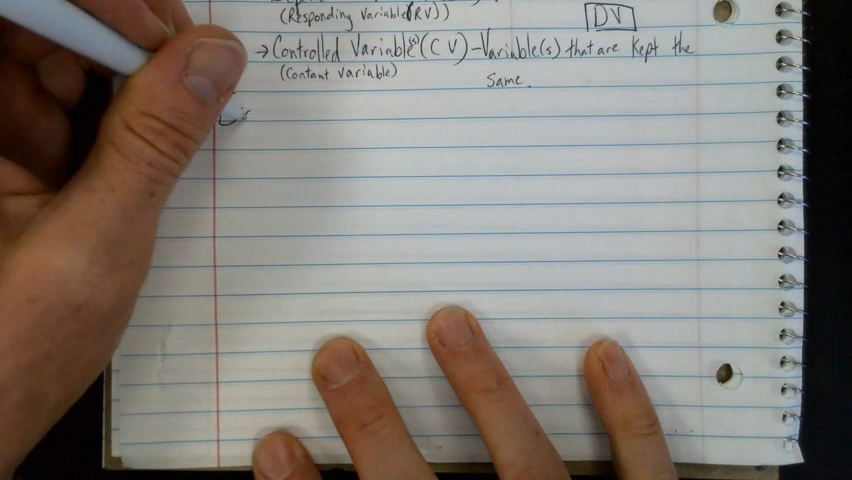 (Responding Variable(RV)) DV
→ Controlled Variable(s) (CV) - Variable(s) that are kept the
(Contant Variable) same.